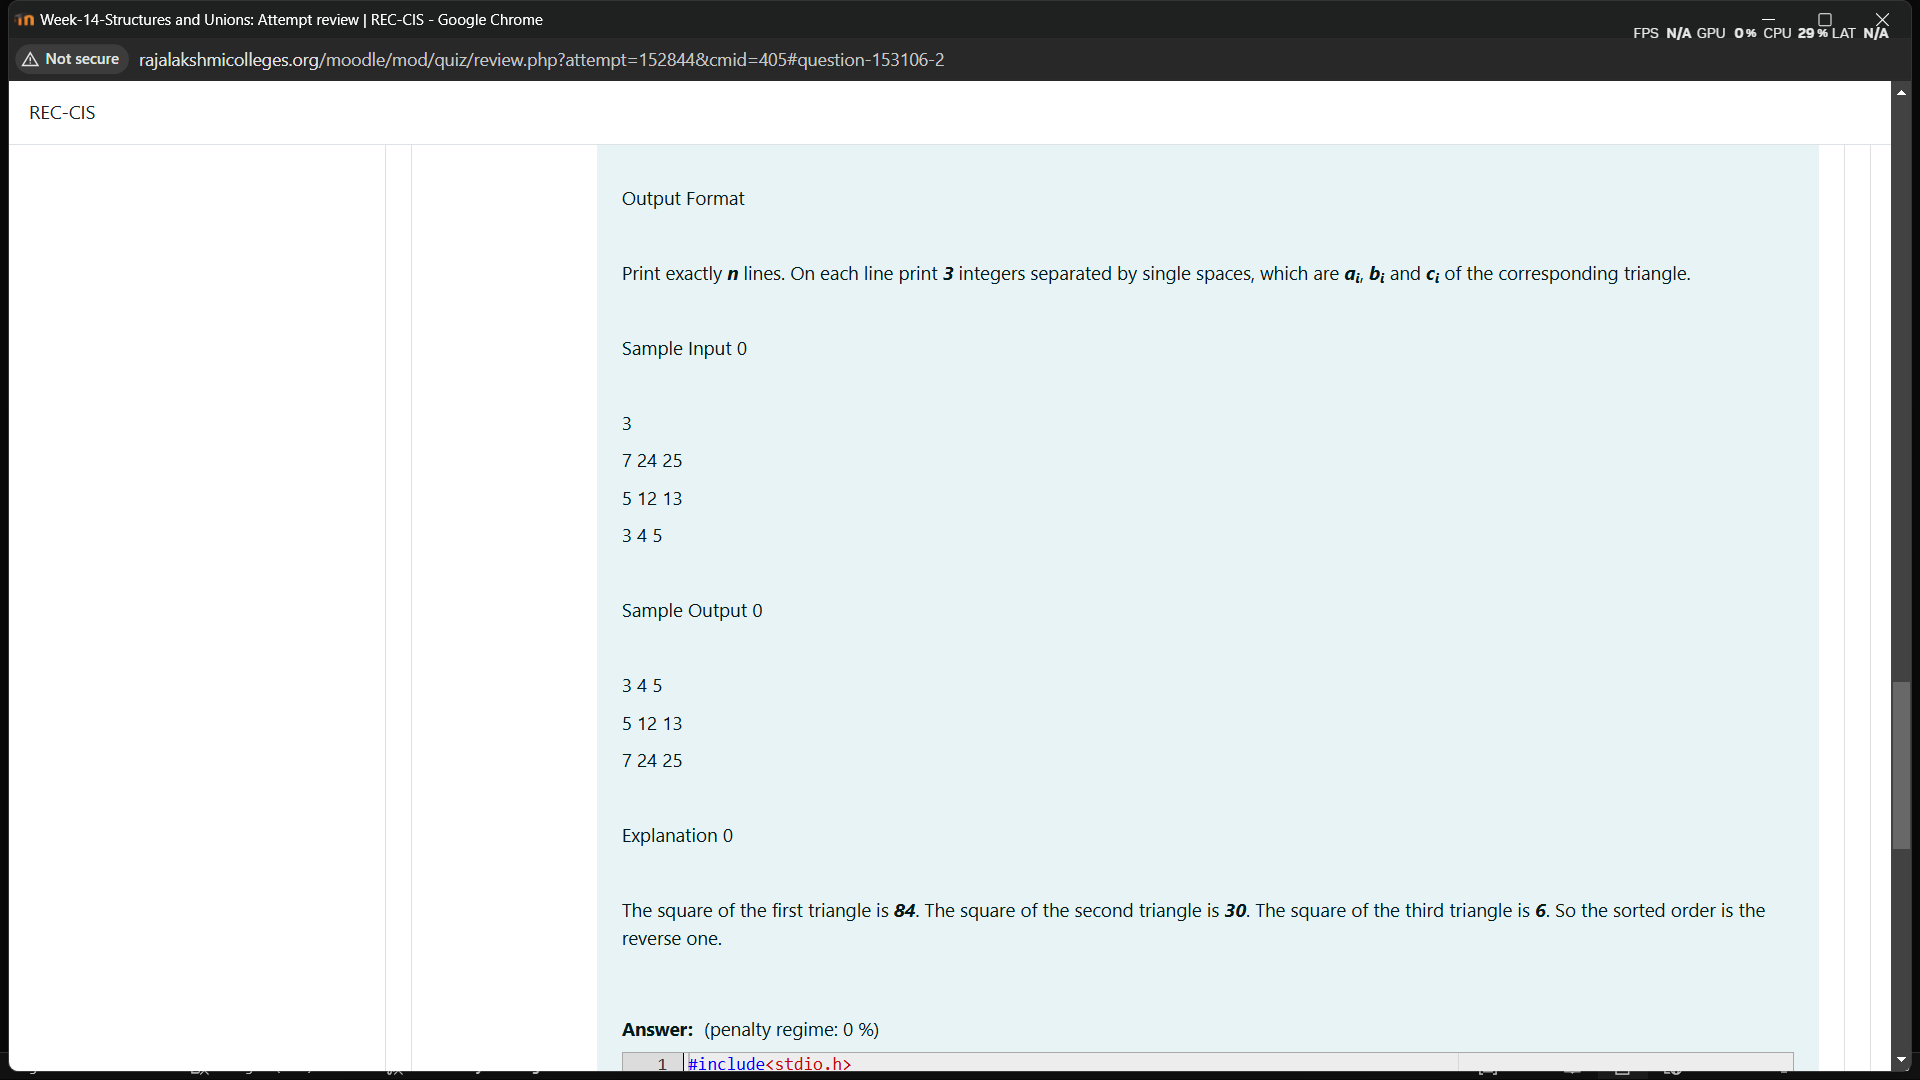 Week-14-Structures and Unions: Attempt review | REC-CIS - Google Chrome
FPS N/A GPU 0% CPU 29% LAT N/A
Not secure
rajalakshmicolleges.org/moodle/mod/quiz/review.php?attempt=152844&cmid=405#question-153106-2
REC-CIS
Output Format
Print exactly n lines. On each line print 3 integers separated by single spaces, which are ai, bi and ci of the corresponding triangle.
Sample Input 0
3
7 24 25
5 12 13
3 4 5
Sample Output 0
3 4 5
5 12 13
7 24 25
Explanation 0
The square of the first triangle is 84. The square of the second triangle is 30. The square of the third triangle is 6. So the sorted order is the
reverse one.
Answer: (penalty regime: 0 %)
1 #include<stdio.h>